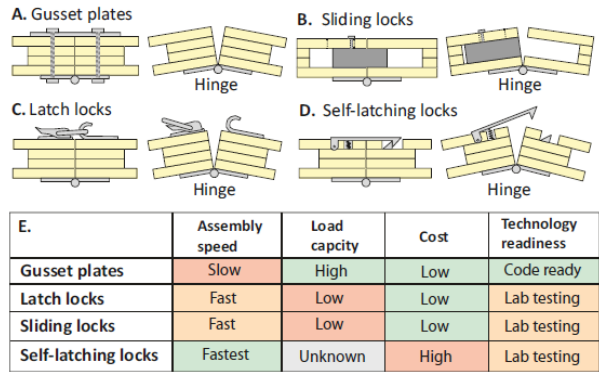 A. Gusset plates
B. Sliding locks
Hinge
Hinge
C. Latch locks
D. Self-latching locks
Hinge
Hinge
E. Assembly speed Load capcity Cost Technology readiness
Gusset plates Slow High Low Code ready
Latch locks Fast Low Low Lab testing
Sliding locks Fast Low Low Lab testing
Self-latching locks Fastest Unknown High Lab testing